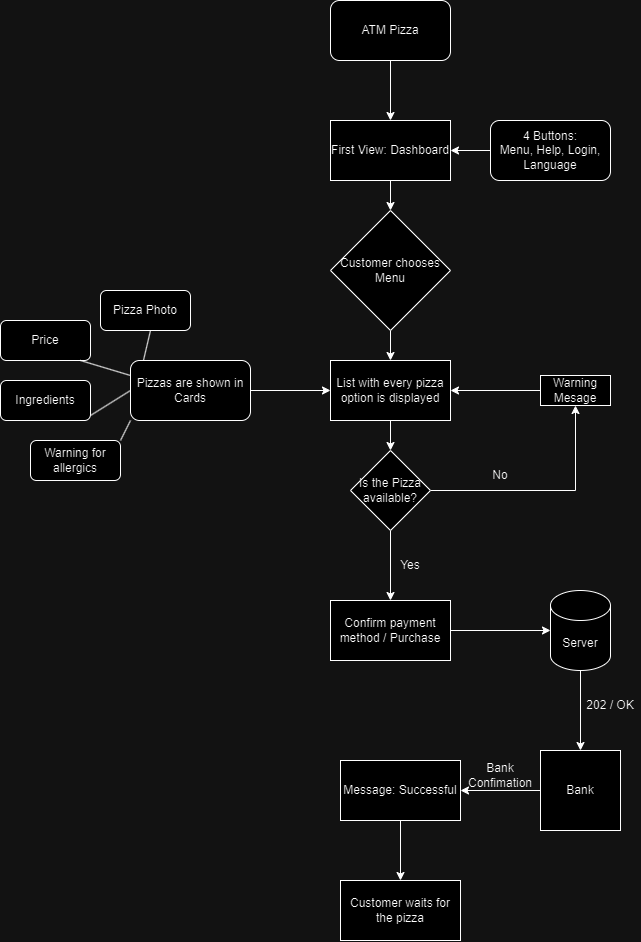 ATM Pizza
First View: Dashboard
4 Buttons:
Menu, Help, Login,
Language
Customer chooses
Menu
Pizza Photo
Price
Ingredients
Warning for
allergics
Pizzas are shown in
Cards
List with every pizza
option is displayed
Warning
Mesage
Is the Pizza
available?
No
Yes
Confirm payment
method / Purchase
Server
202 / OK
Bank
Bank
Confimation
Message: Successful
Customer waits for
the pizza